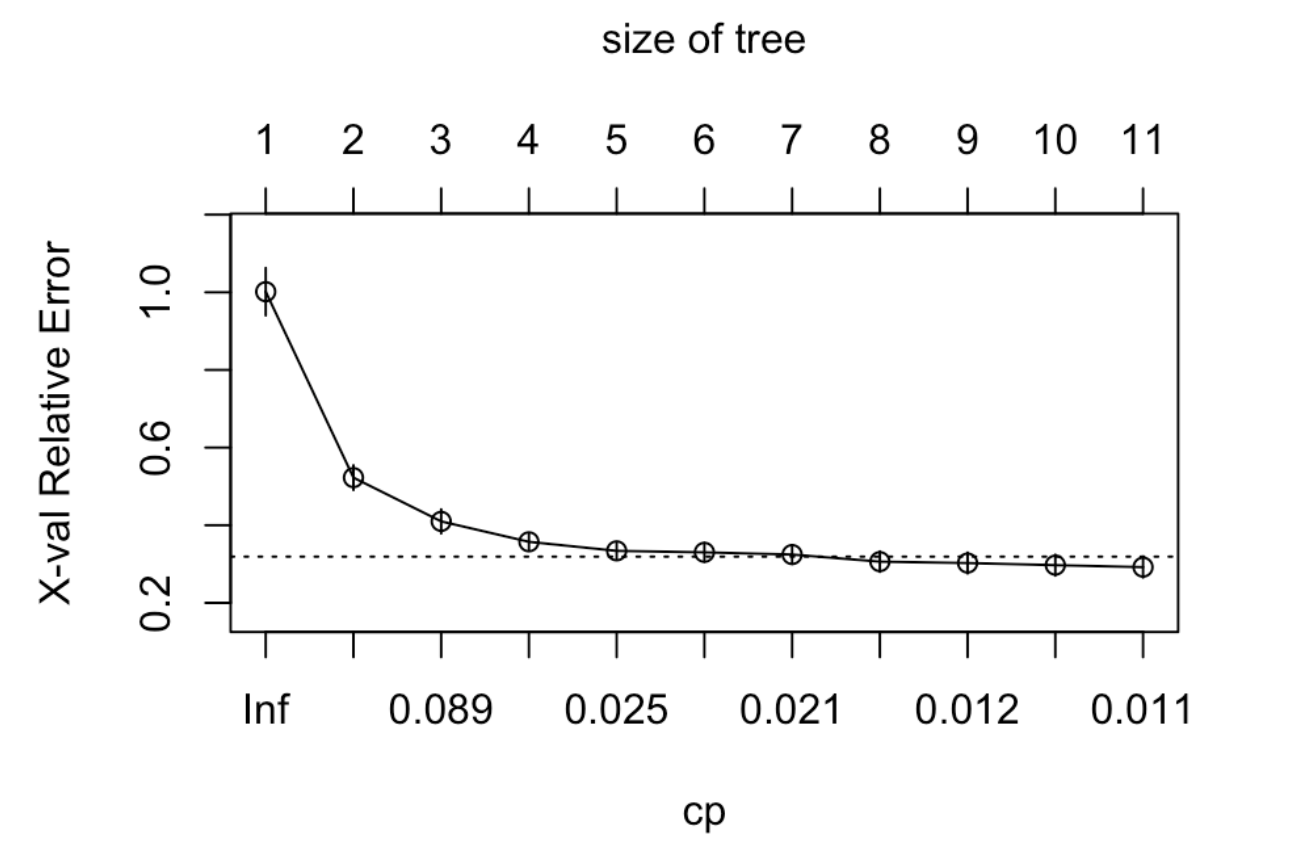 size of tree
1 2 3 4 5 6 7 8 9 10 11
X-val Relative Error
1.0
0.6
0.2
Inf 0.089 0.025 0.021 0.012 0.011
cp